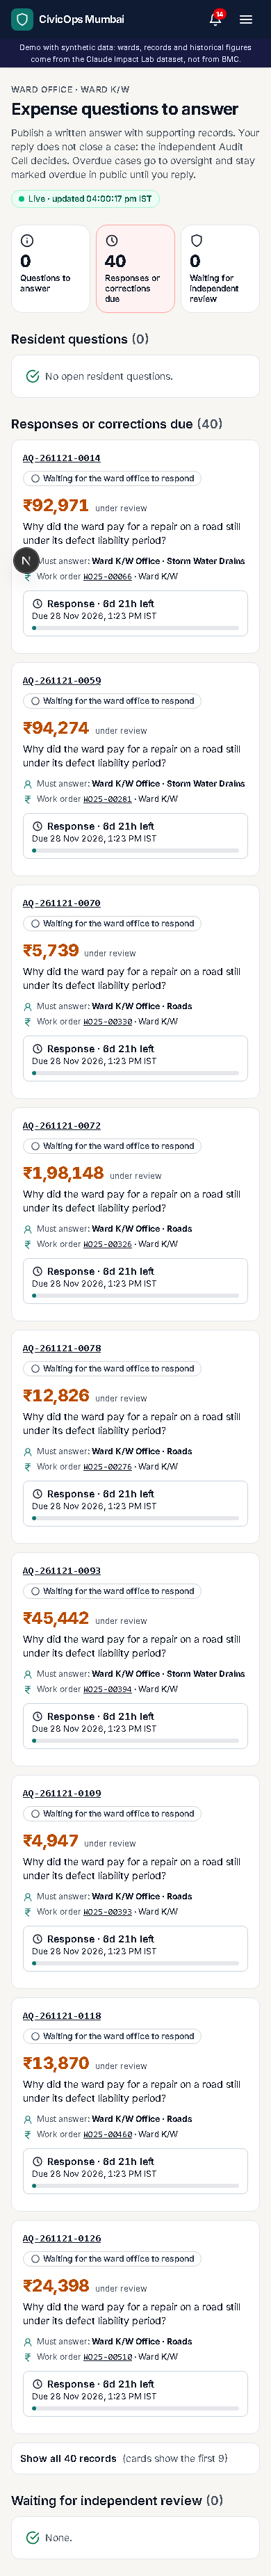 CivicOps Mumbai
14
Demo with synthetic data: wards, records and historical figures
come from the Claude Impact Lab dataset, not from BMC.
WARD OFFICE · WARD K/W
Expense questions to answer
Publish a written answer with supporting records. Your
reply does not close a case: the independent Audit
Cell decides. Overdue cases go to oversight and stay
marked overdue in public until you reply.
Live · updated 04:00:17 pm IST
0
Questions to
answer
40
Responses or
corrections
due
0
Waiting for
independent
review
Resident questions (0)
No open resident questions.
Responses or corrections due (40)
AQ-261121-0014
Waiting for the ward office to respond
₹92,971 under review
Why did the ward pay for a repair on a road still
under its defect liability period?
N
Must answer: Ward K/W Office · Storm Water Drains
₹ Work order WO25-00066 · Ward K/W
Response · 6d 21h left
Due 28 Nov 2026, 1:23 PM IST
AQ-261121-0059
Waiting for the ward office to respond
₹94,274 under review
Why did the ward pay for a repair on a road still
under its defect liability period?
Must answer: Ward K/W Office · Storm Water Drains
₹ Work order WO25-00281 · Ward K/W
Response · 6d 21h left
Due 28 Nov 2026, 1:23 PM IST
AQ-261121-0070
Waiting for the ward office to respond
₹5,739 under review
Why did the ward pay for a repair on a road still
under its defect liability period?
Must answer: Ward K/W Office · Roads
₹ Work order WO25-00330 · Ward K/W
Response · 6d 21h left
Due 28 Nov 2026, 1:23 PM IST
AQ-261121-0072
Waiting for the ward office to respond
₹1,98,148 under review
Why did the ward pay for a repair on a road still
under its defect liability period?
Must answer: Ward K/W Office · Roads
₹ Work order WO25-00326 · Ward K/W
Response · 6d 21h left
Due 28 Nov 2026, 1:23 PM IST
AQ-261121-0078
Waiting for the ward office to respond
₹12,826 under review
Why did the ward pay for a repair on a road still
under its defect liability period?
Must answer: Ward K/W Office · Roads
₹ Work order WO25-00276 · Ward K/W
Response · 6d 21h left
Due 28 Nov 2026, 1:23 PM IST
AQ-261121-0093
Waiting for the ward office to respond
₹45,442 under review
Why did the ward pay for a repair on a road still
under its defect liability period?
Must answer: Ward K/W Office · Storm Water Drains
₹ Work order WO25-00394 · Ward K/W
Response · 6d 21h left
Due 28 Nov 2026, 1:23 PM IST
AQ-261121-0109
Waiting for the ward office to respond
₹4,947 under review
Why did the ward pay for a repair on a road still
under its defect liability period?
Must answer: Ward K/W Office · Roads
₹ Work order WO25-00393 · Ward K/W
Response · 6d 21h left
Due 28 Nov 2026, 1:23 PM IST
AQ-261121-0118
Waiting for the ward office to respond
₹13,870 under review
Why did the ward pay for a repair on a road still
under its defect liability period?
Must answer: Ward K/W Office · Roads
₹ Work order WO25-00460 · Ward K/W
Response · 6d 21h left
Due 28 Nov 2026, 1:23 PM IST
AQ-261121-0126
Waiting for the ward office to respond
₹24,398 under review
Why did the ward pay for a repair on a road still
under its defect liability period?
Must answer: Ward K/W Office · Roads
₹ Work order WO25-00510 · Ward K/W
Response · 6d 21h left
Due 28 Nov 2026, 1:23 PM IST
Show all 40 records (cards show the first 9)
Waiting for independent review (0)
None.